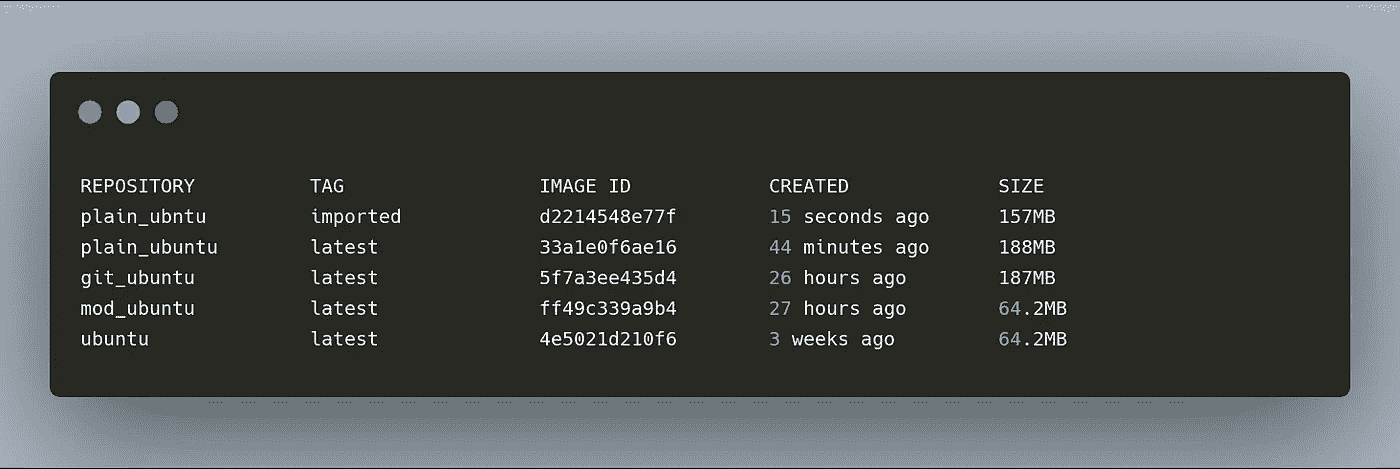 REPOSITORY TAG IMAGE ID CREATED SIZE
plain_ubntu imported d2214548e77f 15 seconds ago 157MB
plain_ubuntu latest 33a1e0f6ae16 44 minutes ago 188MB
git_ubuntu latest 5f7a3ee435d4 26 hours ago 187MB
mod_ubuntu latest ff49c339a9b4 27 hours ago 64.2MB
ubuntu latest 4e5021d210f6 3 weeks ago 64.2MB